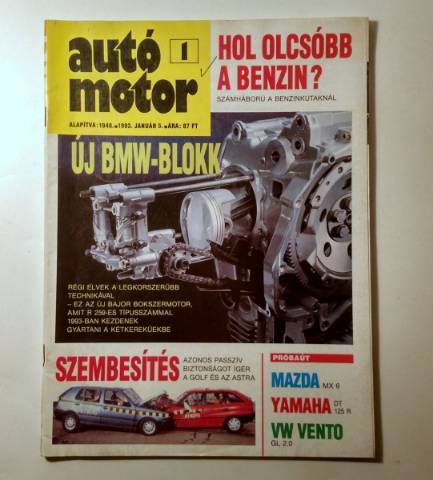 autó
motor
1
HOL OLCSÓBB
A BENZIN?
SZÁMHÁBORÚ A BENZINKUTAKNÁL
ALAPÍTVA: 1948. ■ 1993. JANUÁR 5. ■ ÁRA: 87 FT
ÚJ BMW-BLOKK
RÉGI ELVEK A LEGKORSZERŰBB
TECHNIKÁVAL
– EZ AZ ÚJ BAJOR BOKSZERMOTOR,
AMIT R 259-ES TÍPUSSZÁMMAL
1993-BAN KEZDENEK
GYÁRTANI A KÉTKEREKŰEKBE
SZEMBESÍTÉS
AZONOS PASSZÍV
BIZTONSÁGOT ÍGÉR
A GOLF ÉS AZ ASTRA
PRÓBAÚT
MAZDA MX 6
YAMAHA DT 125 R
VW VENTO
GL 2.0